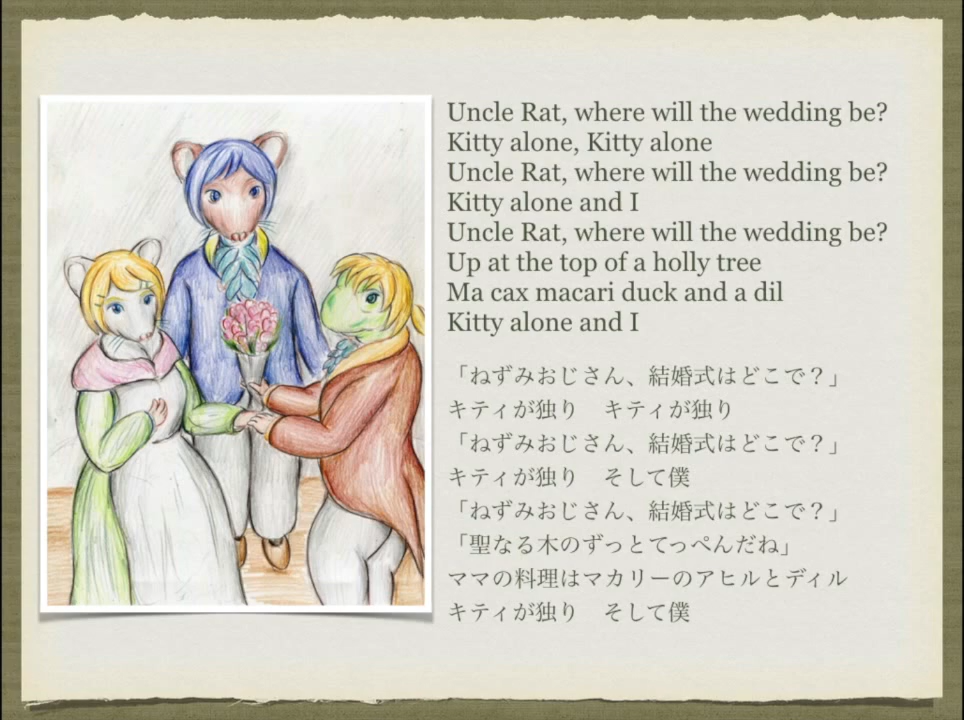 Uncle Rat, where will the wedding be?
Kitty alone, Kitty alone
Uncle Rat, where will the wedding be?
Kitty alone and I
Uncle Rat, where will the wedding be?
Up at the top of a holly tree
Ma cax macari duck and a dil
Kitty alone and I
「ねずみおじさん、結婚式はどこで？」
キティが独り　キティが独り
「ねずみおじさん、結婚式はどこで？」
キティが独り　そして僕
「ねずみおじさん、結婚式はどこで？」
「聖なる木のずっとてっぺんだね」
ママの料理はマカリーのアヒルとディル
キティが独り　そして僕